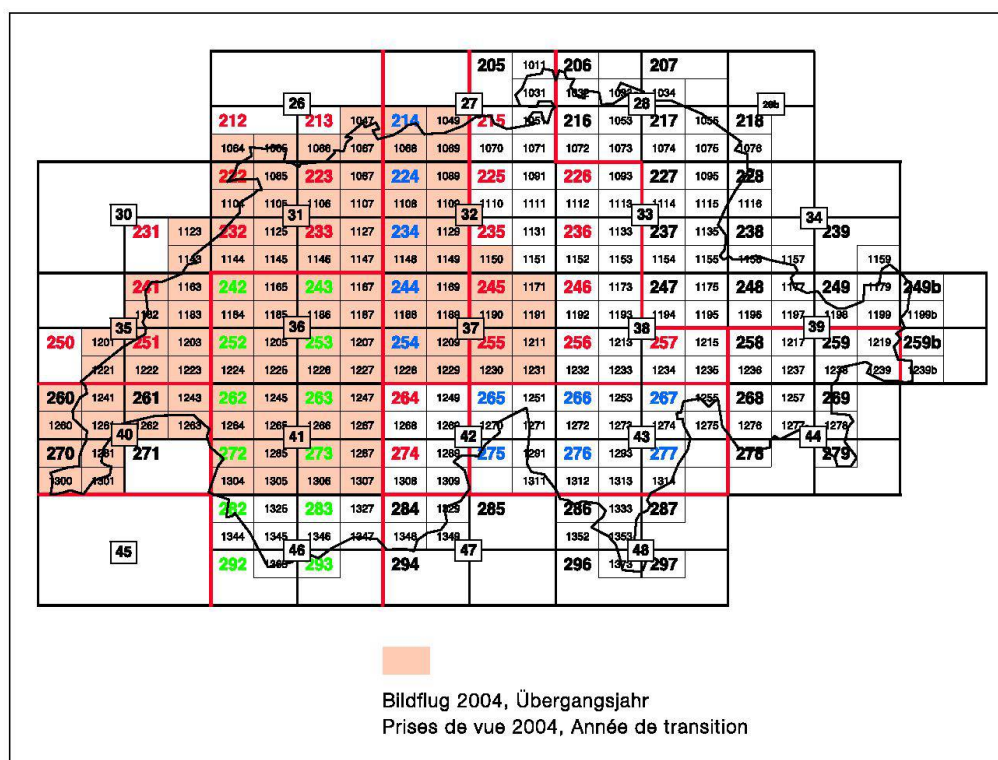 205 1011 206 207
26 27 1031 1032 1033 28 1034 29b
212 213 1047 214 1049 215 1051 216 1053 217 1055 218
1064 1065 1066 1067 1068 1069 1070 1071 1072 1073 1074 1075 1076
222 1085 223 1087 224 1089 225 1091 226 1093 227 1095 228
30 1104 1105 31 1106 1107 1108 1109 32 1110 1111 1112 1113 33 1114 1115 1116 34
231 1123 232 1125 233 1127 234 1129 235 1131 236 1133 237 1135 238 239
1143 1144 1145 1146 1147 1148 1149 1150 1151 1152 1153 1154 1155 1156 1157 1159
241 1163 242 1165 243 1167 244 1169 245 1171 246 1173 247 1175 248 1177 249 1179 249b
35 1182 1183 1184 1185 36 1186 1187 1188 1189 37 1190 1191 1192 1193 38 1194 1195 1196 1197 39 1198 1199 1199b
250 1201 251 1203 252 1205 253 1207 254 1209 255 1211 256 1213 257 1215 258 1217 259 1219 259b
1221 1222 1223 1224 1225 1226 1227 1228 1229 1230 1231 1232 1233 1234 1235 1236 1237 1238 1239 1239b
260 1241 261 1243 262 1245 263 1247 264 1249 265 1251 266 1253 267 1255 268 1257 269
1260 1261 40 1262 1263 1264 1265 41 1266 1267 1268 1269 42 1270 1271 1272 1273 43 1274 1275 1276 1277 44 1278
270 1281 271 272 1285 273 1287 274 1289 275 1291 276 1293 277 278 279
1300 1301 1304 1305 1306 1307 1308 1309 1311 1312 1313 1314
282 1325 283 1327 284 1329 285 286 1333 287
45 1344 1345 46 1346 1347 1348 1349 47 1352 1353 48
292 1365 293 294 296 1373 297
Bildflug 2004, Übergangsjahr
Prises de vue 2004, Année de transition